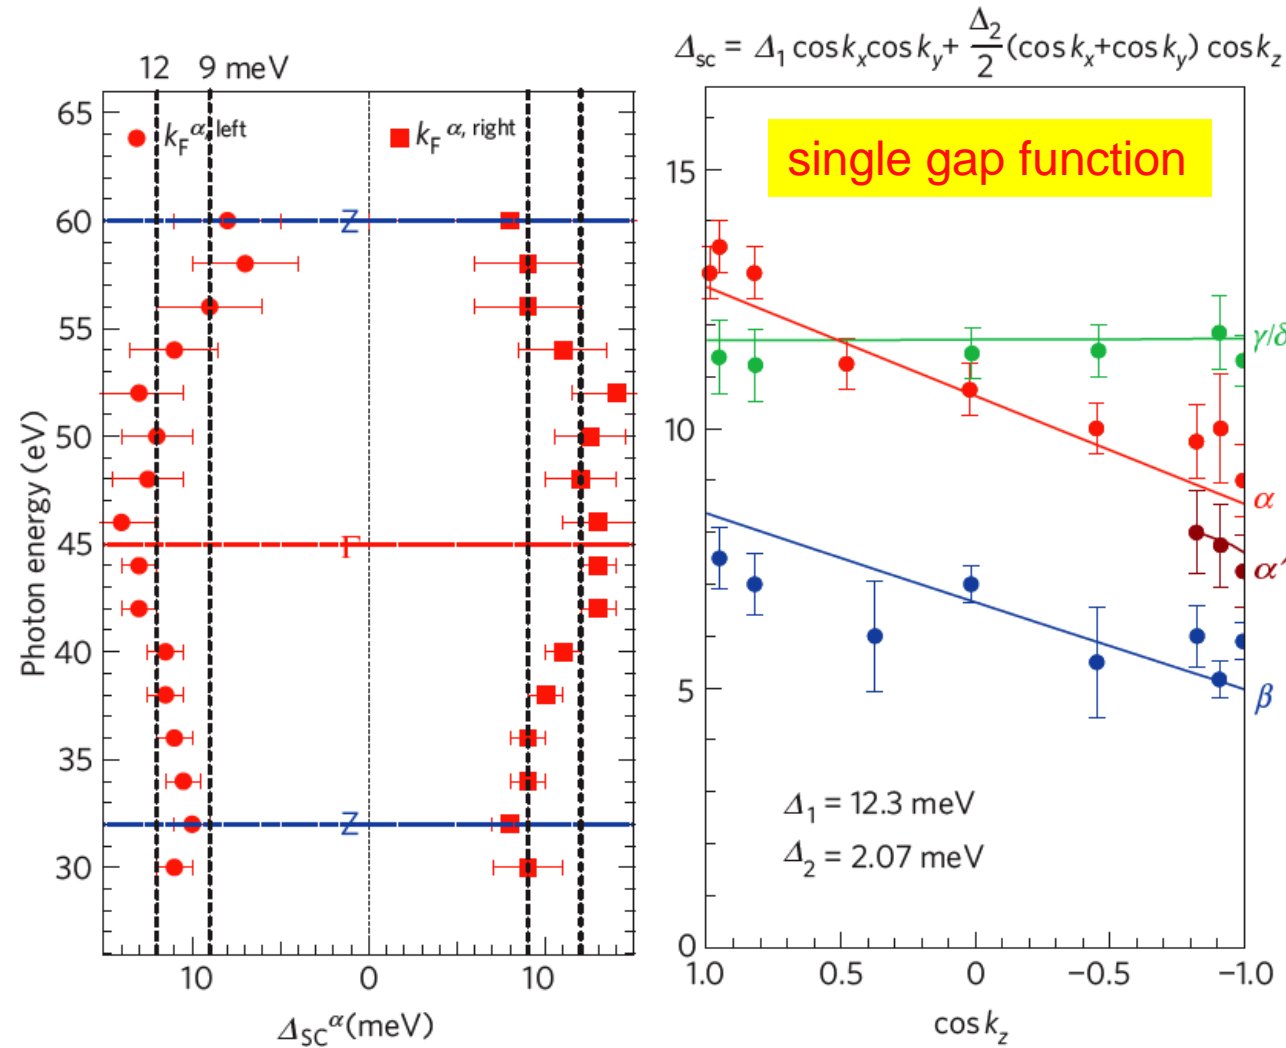 12 9 meV
65
k_F^α, left
k_F^α, right
60
Z
55
50
45
Γ
40
35
Z
30
10 0 10
Photon energy (eV)
Δ_SC^α (meV)
Δ_sc = Δ_1 cos k_x cos k_y + Δ_2/2 (cos k_x + cos k_y) cos k_z
single gap function
15
10
5
0
γ/δ
α
α′
β
Δ_1 = 12.3 meV
Δ_2 = 2.07 meV
1.0 0.5 0 −0.5 −1.0
cos k_z